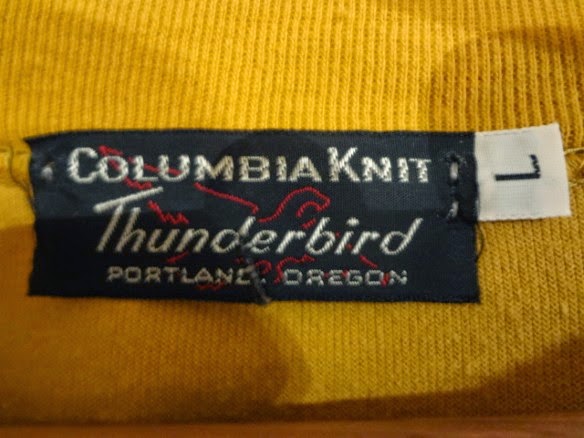 COLUMBIA KNIT
Thunderbird
PORTLAND OREGON
L